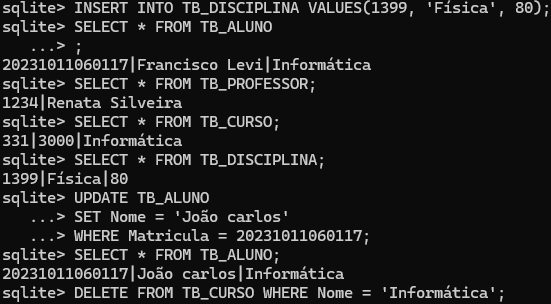 sqlite> INSERT INTO TB_DISCIPLINA VALUES(1399, 'Física', 80);
sqlite> SELECT * FROM TB_ALUNO
   ...> ;
20231011060117|Francisco Levi|Informática
sqlite> SELECT * FROM TB_PROFESSOR;
1234|Renata Silveira
sqlite> SELECT * FROM TB_CURSO;
331|3000|Informática
sqlite> SELECT * FROM TB_DISCIPLINA;
1399|Física|80
sqlite> UPDATE TB_ALUNO
   ...> SET Nome = 'João carlos'
   ...> WHERE Matricula = 20231011060117;
sqlite> SELECT * FROM TB_ALUNO;
20231011060117|João carlos|Informática
sqlite> DELETE FROM TB_CURSO WHERE Nome = 'Informática';